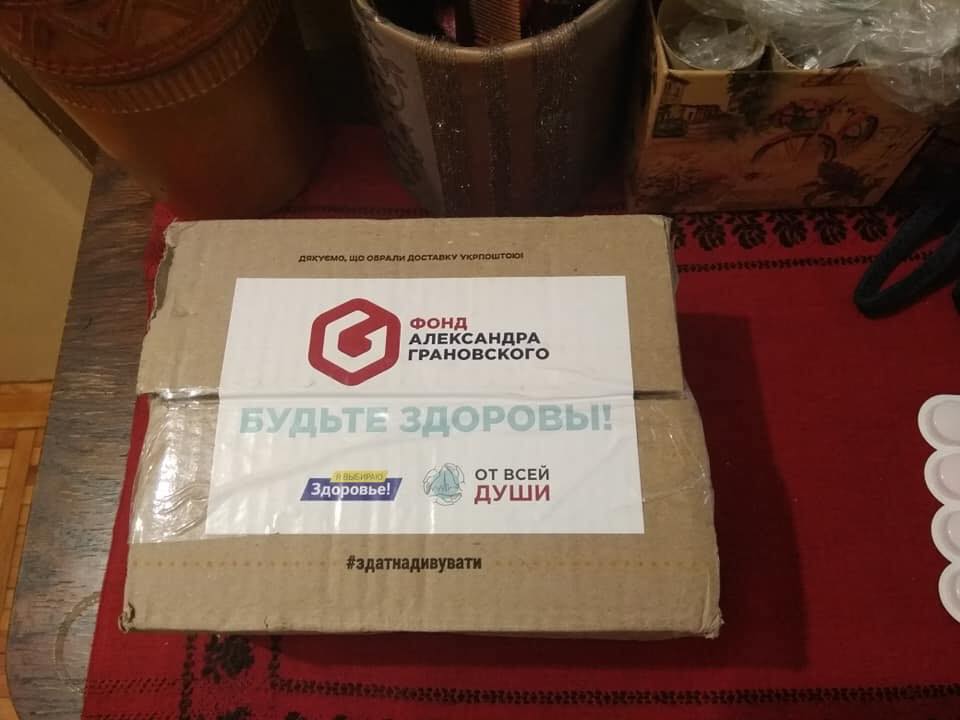 ДЯКУЄМО, ЩО ОБРАЛИ ДОСТАВКУ УКРПОШТОЮ!
ФОНД
АЛЕКСАНДРА
ГРАНОВСКОГО
БУДЬТЕ ЗДОРОВЫ!
Я ВЫБИРАЮ
Здоровье!
ОТ ВСЕЙ
ДУШИ
#здатнадивувати